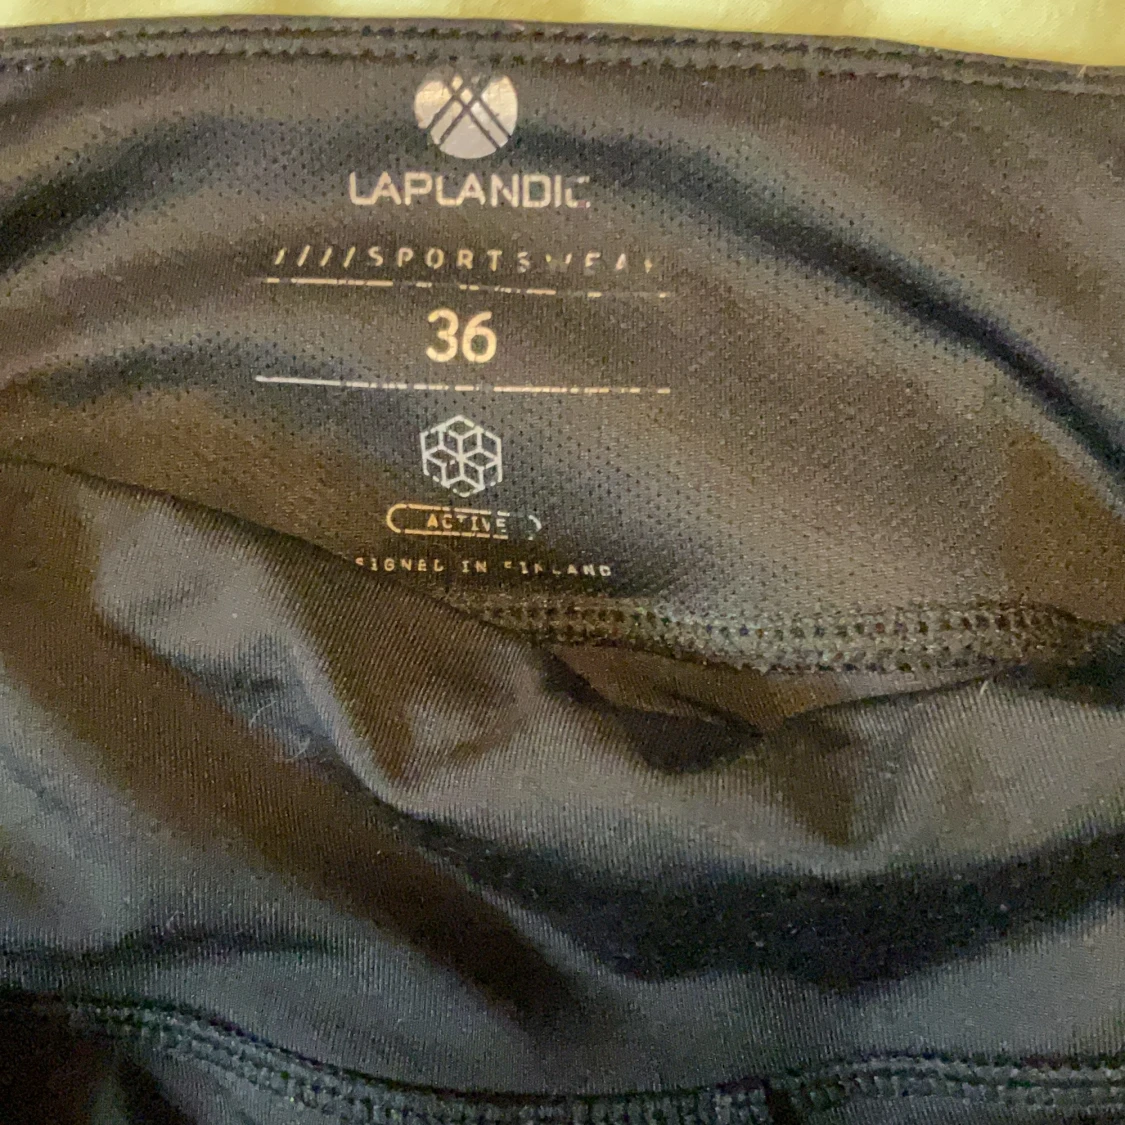 LAPLANDIC
////SPORTSWEAR
36
ACTIVE
SIGNED IN FINLAND